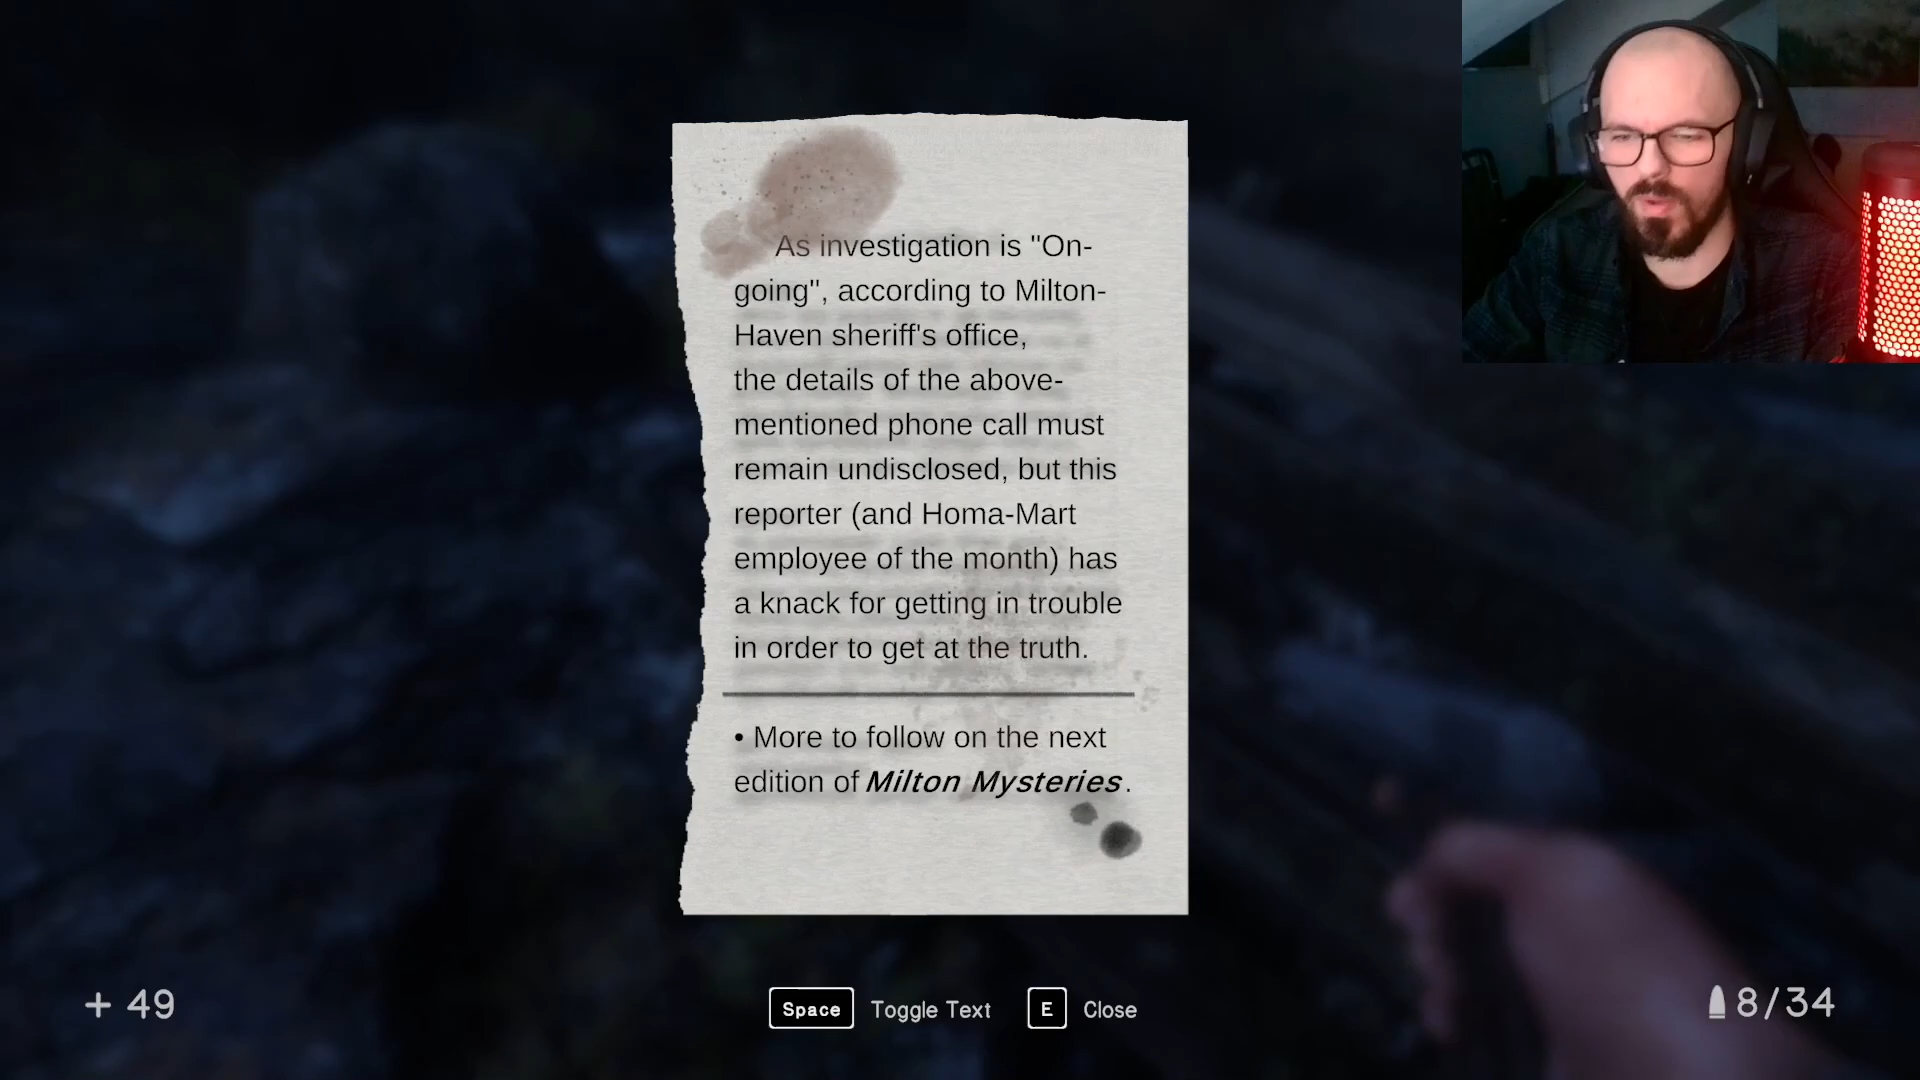 As investigation is "On-
going", according to Milton-
Haven sheriff's office,
the details of the above-
mentioned phone call must
remain undisclosed, but this
reporter (and Homa-Mart
employee of the month) has
a knack for getting in trouble
in order to get at the truth.
• More to follow on the next
edition of Milton Mysteries.
+ 49
Space Toggle Text E Close
8/34